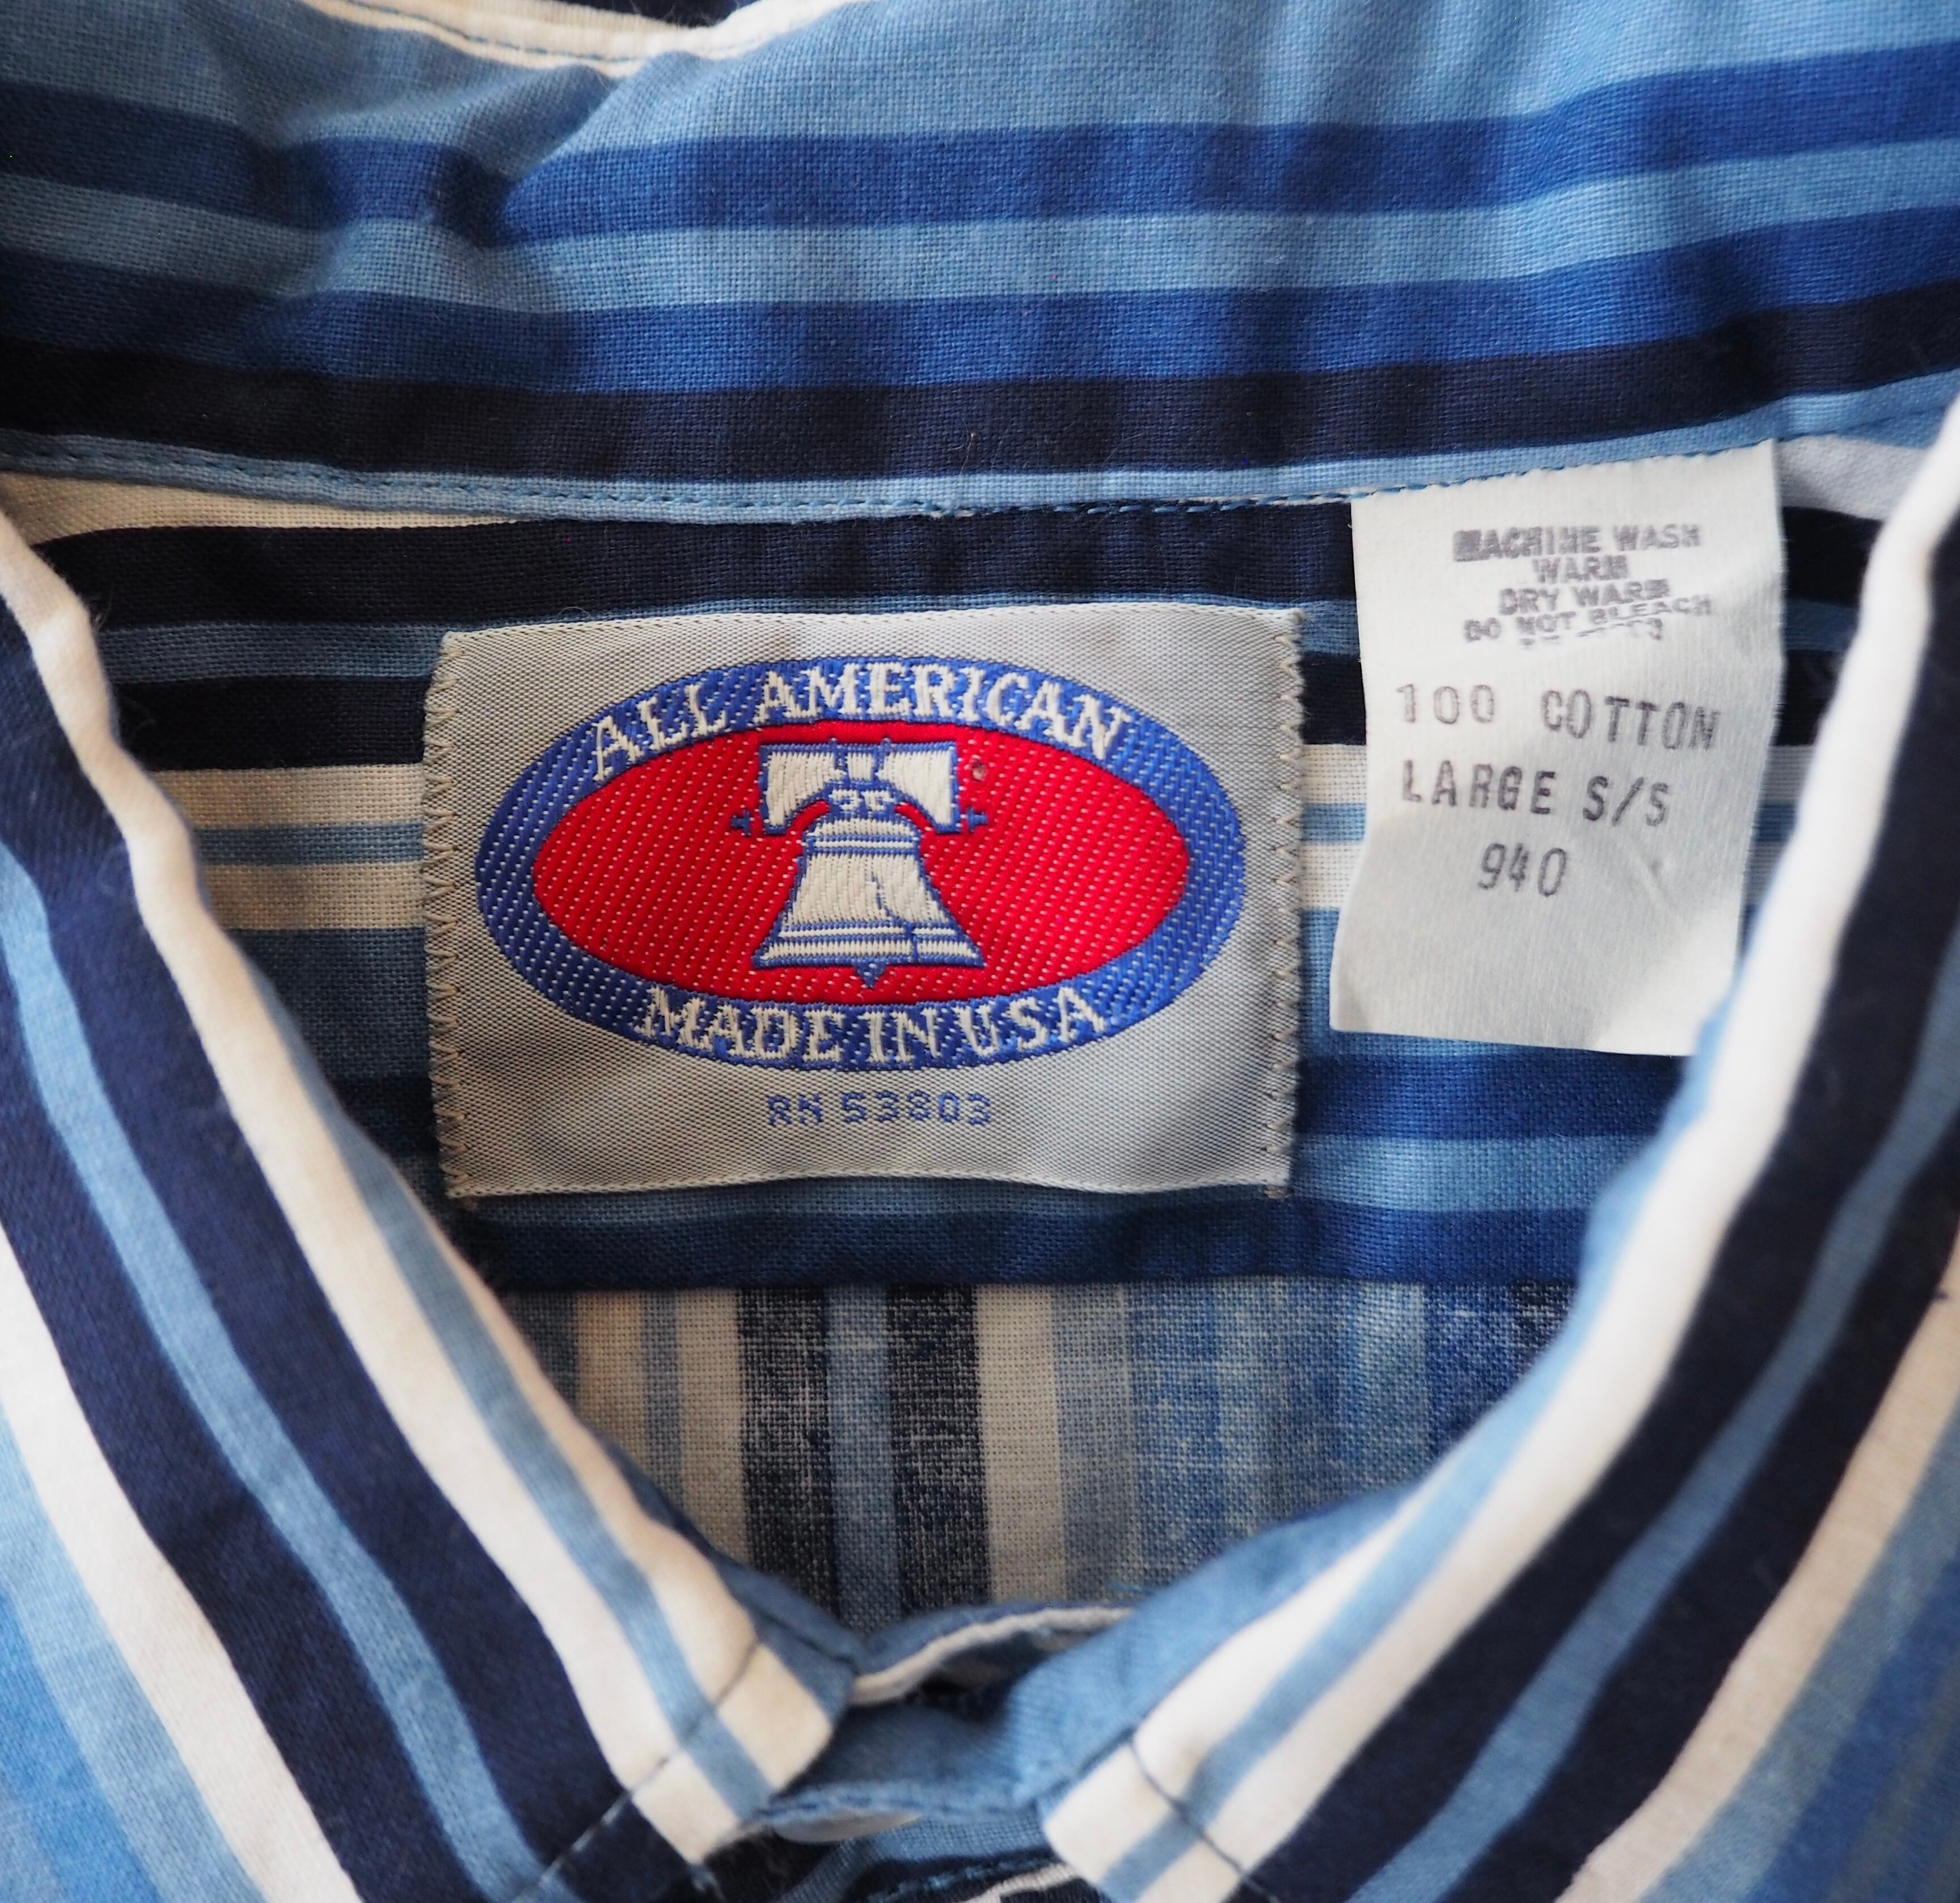 ALL AMERICAN
MADE IN USA
RN 53803
MACHINE WASH
WARM
DRY WARM
DO NOT BLEACH
100 COTTON
LARGE S/S
940